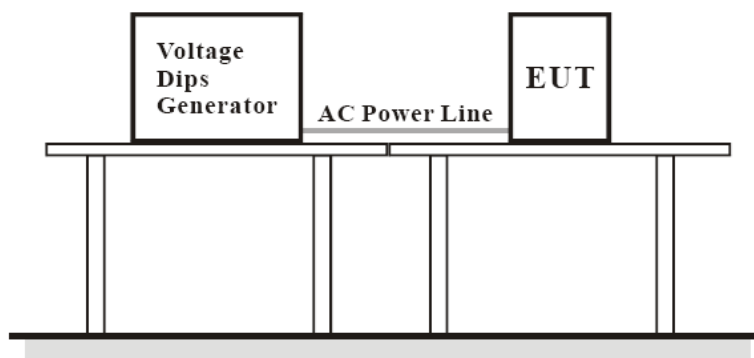 Voltage
Dips
Generator
AC Power Line
EUT